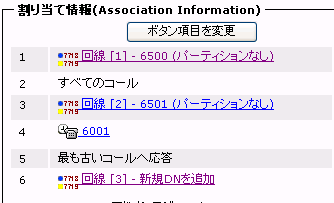 割り当て情報(Association Information)
ボタン項目を変更
1 回線 [1] - 6500 (パーティションなし)
2 すべてのコール
3 回線 [2] - 6501 (パーティションなし)
4 6001
5 最も古いコールへ応答
6 回線 [3] - 新規DNを追加